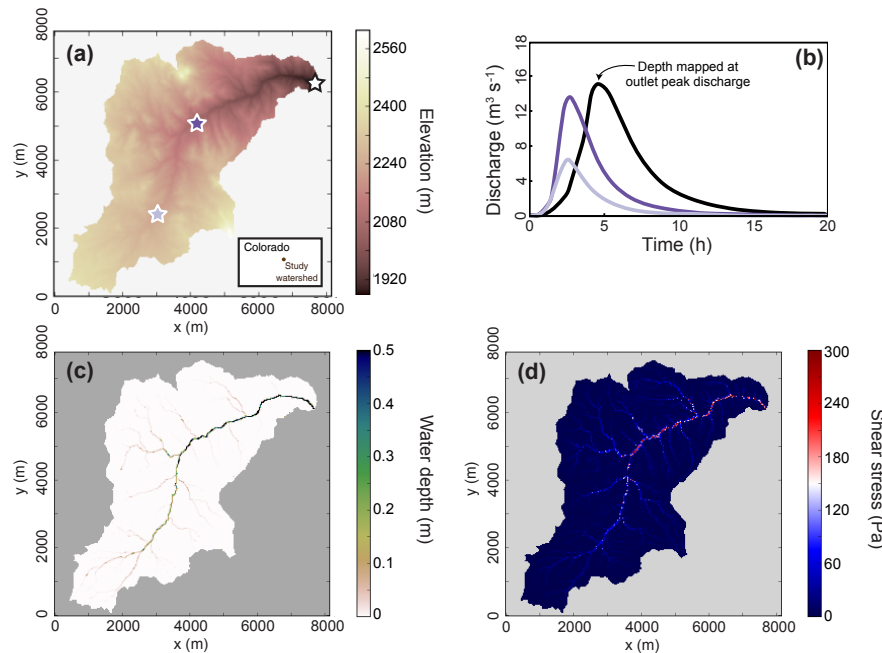 (a)
y (m)
8000
6000
4000
2000
0
0
2000
4000
6000
8000
x (m)
Colorado
Study
watershed
2560
2400
2240
2080
1920
Elevation (m)
(b)
Discharge (m³ s⁻¹)
18
16
12
8
4
0
0
5
10
15
20
Time (h)
Depth mapped at
outlet peak discharge
(c)
y (m)
8000
6000
4000
2000
0
0
2000
4000
6000
8000
x (m)
0.5
0.4
0.3
0.2
0.1
0
Water depth (m)
(d)
y (m)
8000
6000
4000
2000
0
0
2000
4000
6000
8000
x (m)
300
240
180
120
60
0
Shear stress (Pa)